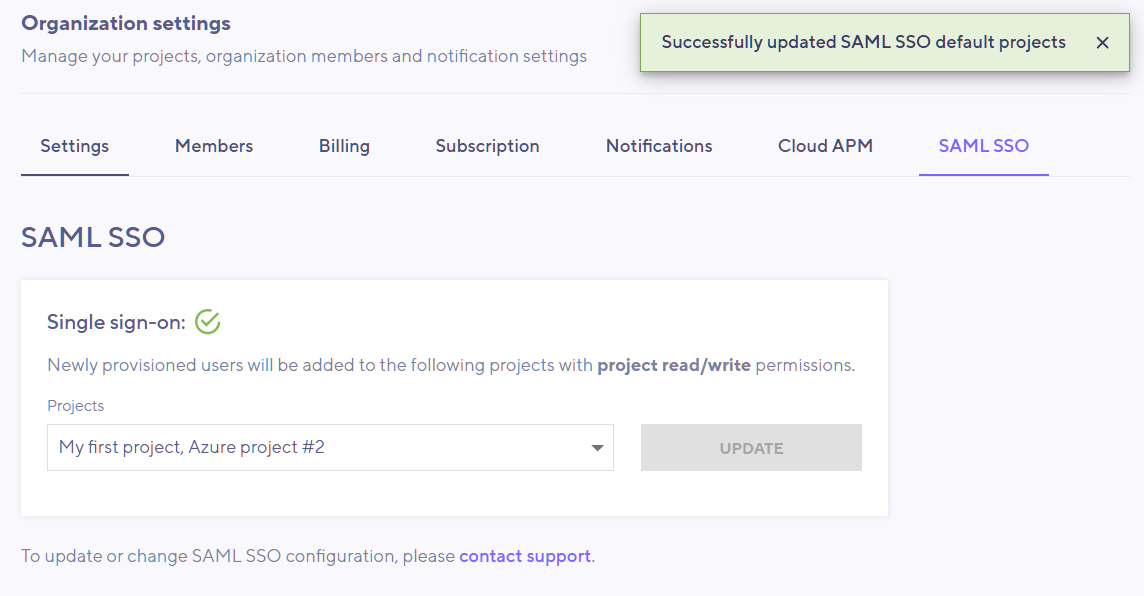 Organization settings
Manage your projects, organization members and notification settings
Successfully updated SAML SSO default projects
Settings Members Billing Subscription Notifications Cloud APM SAML SSO
SAML SSO
Single sign-on:
Newly provisioned users will be added to the following projects with project read/write permissions.
Projects
My first project, Azure project #2
UPDATE
To update or change SAML SSO configuration, please contact support.